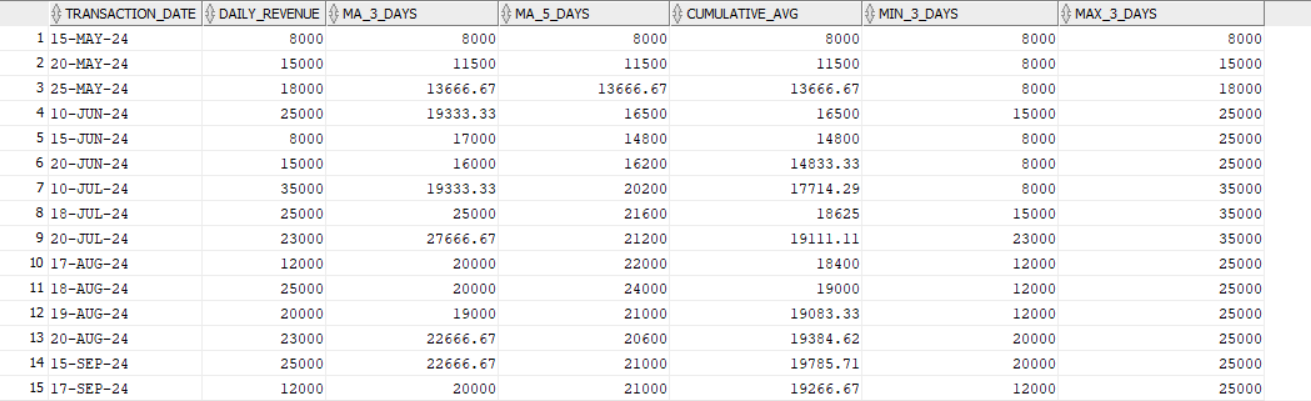 TRANSACTION_DATE DAILY_REVENUE MA_3_DAYS MA_5_DAYS CUMULATIVE_AVG MIN_3_DAYS MAX_3_DAYS
1 15-MAY-24 8000 8000 8000 8000 8000 8000
2 20-MAY-24 15000 11500 11500 11500 8000 15000
3 25-MAY-24 18000 13666.67 13666.67 13666.67 8000 18000
4 10-JUN-24 25000 19333.33 16500 16500 15000 25000
5 15-JUN-24 8000 17000 14800 14800 8000 25000
6 20-JUN-24 15000 16000 16200 14833.33 8000 25000
7 10-JUL-24 35000 19333.33 20200 17714.29 8000 35000
8 18-JUL-24 25000 25000 21600 18625 15000 35000
9 20-JUL-24 23000 27666.67 21200 19111.11 23000 35000
10 17-AUG-24 12000 20000 22000 18400 12000 25000
11 18-AUG-24 25000 20000 24000 19000 12000 25000
12 19-AUG-24 20000 19000 21000 19083.33 12000 25000
13 20-AUG-24 23000 22666.67 20600 19384.62 20000 25000
14 15-SEP-24 25000 22666.67 21000 19785.71 20000 25000
15 17-SEP-24 12000 20000 21000 19266.67 12000 25000